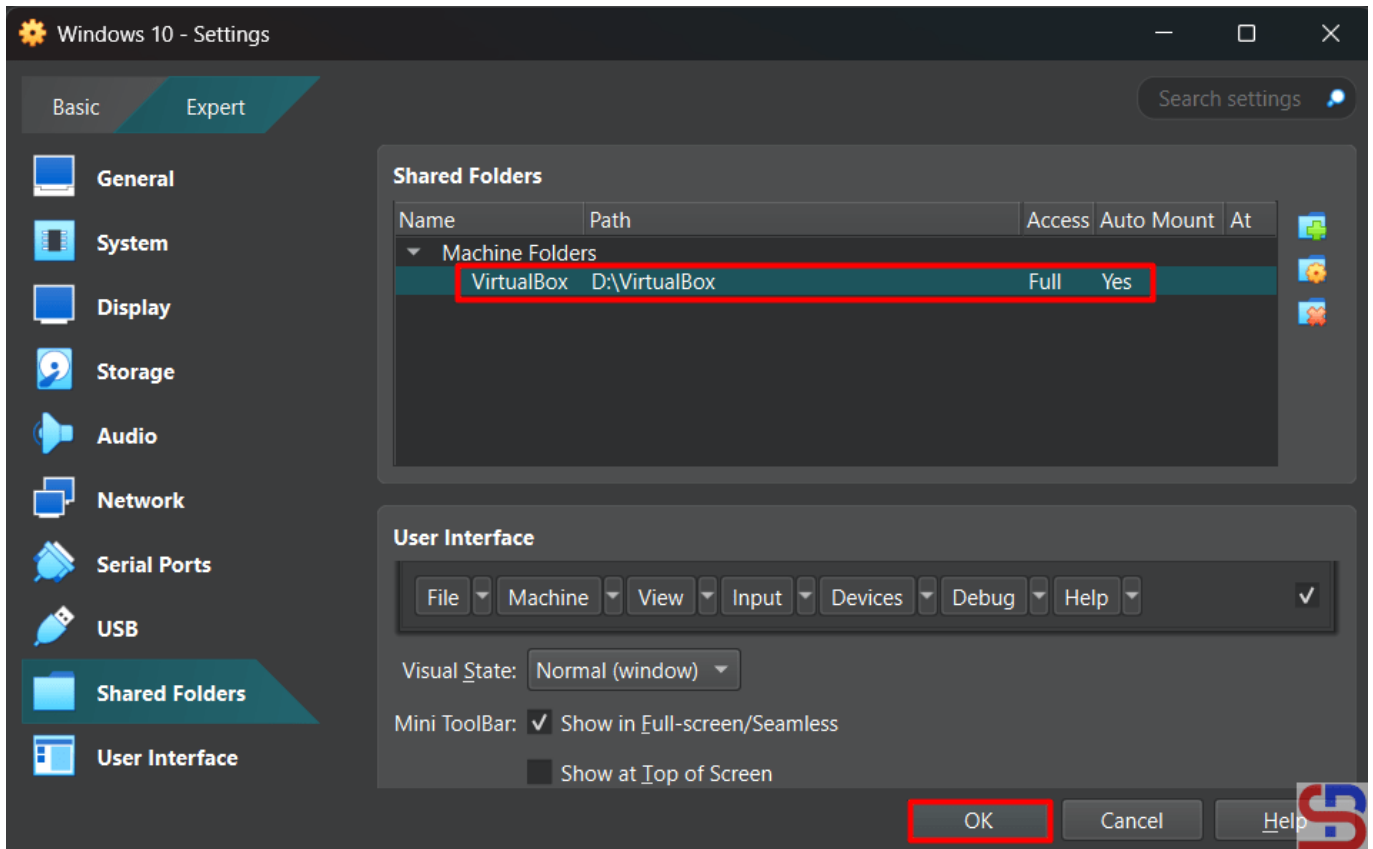 Windows 10 - Settings
Basic
Expert
Search settings
General
System
Display
Storage
Audio
Network
Serial Ports
USB
Shared Folders
User Interface
Shared Folders
Name Path Access Auto Mount At
Machine Folders
VirtualBox D:\VirtualBox Full Yes
User Interface
File Machine View Input Devices Debug Help
Visual State: Normal (window)
Mini ToolBar: Show in Full-screen/Seamless
Show at Top of Screen
OK Cancel Help